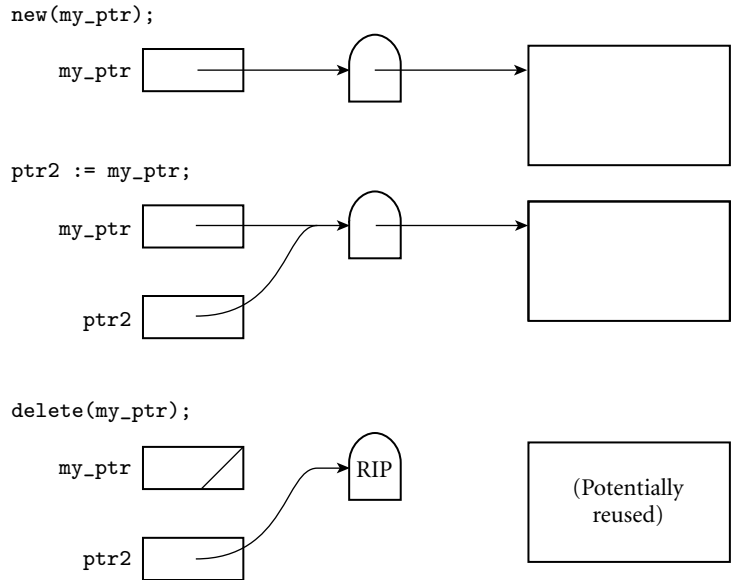 new(my_ptr);
my_ptr
ptr2 := my_ptr;
my_ptr
ptr2
delete(my_ptr);
my_ptr
RIP
(Potentially
reused)
ptr2